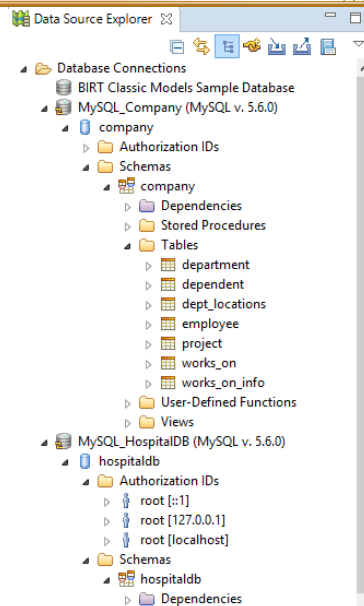 Data Source Explorer
Database Connections
BIRT Classic Models Sample Database
MySQL_Company (MySQL v. 5.6.0)
company
Authorization IDs
Schemas
company
Dependencies
Stored Procedures
Tables
department
dependent
dept_locations
employee
project
works_on
works_on_info
User-Defined Functions
Views
MySQL_HospitalDB (MySQL v. 5.6.0)
hospitaldb
Authorization IDs
root [::1]
root [127.0.0.1]
root [localhost]
Schemas
hospitaldb
Dependencies